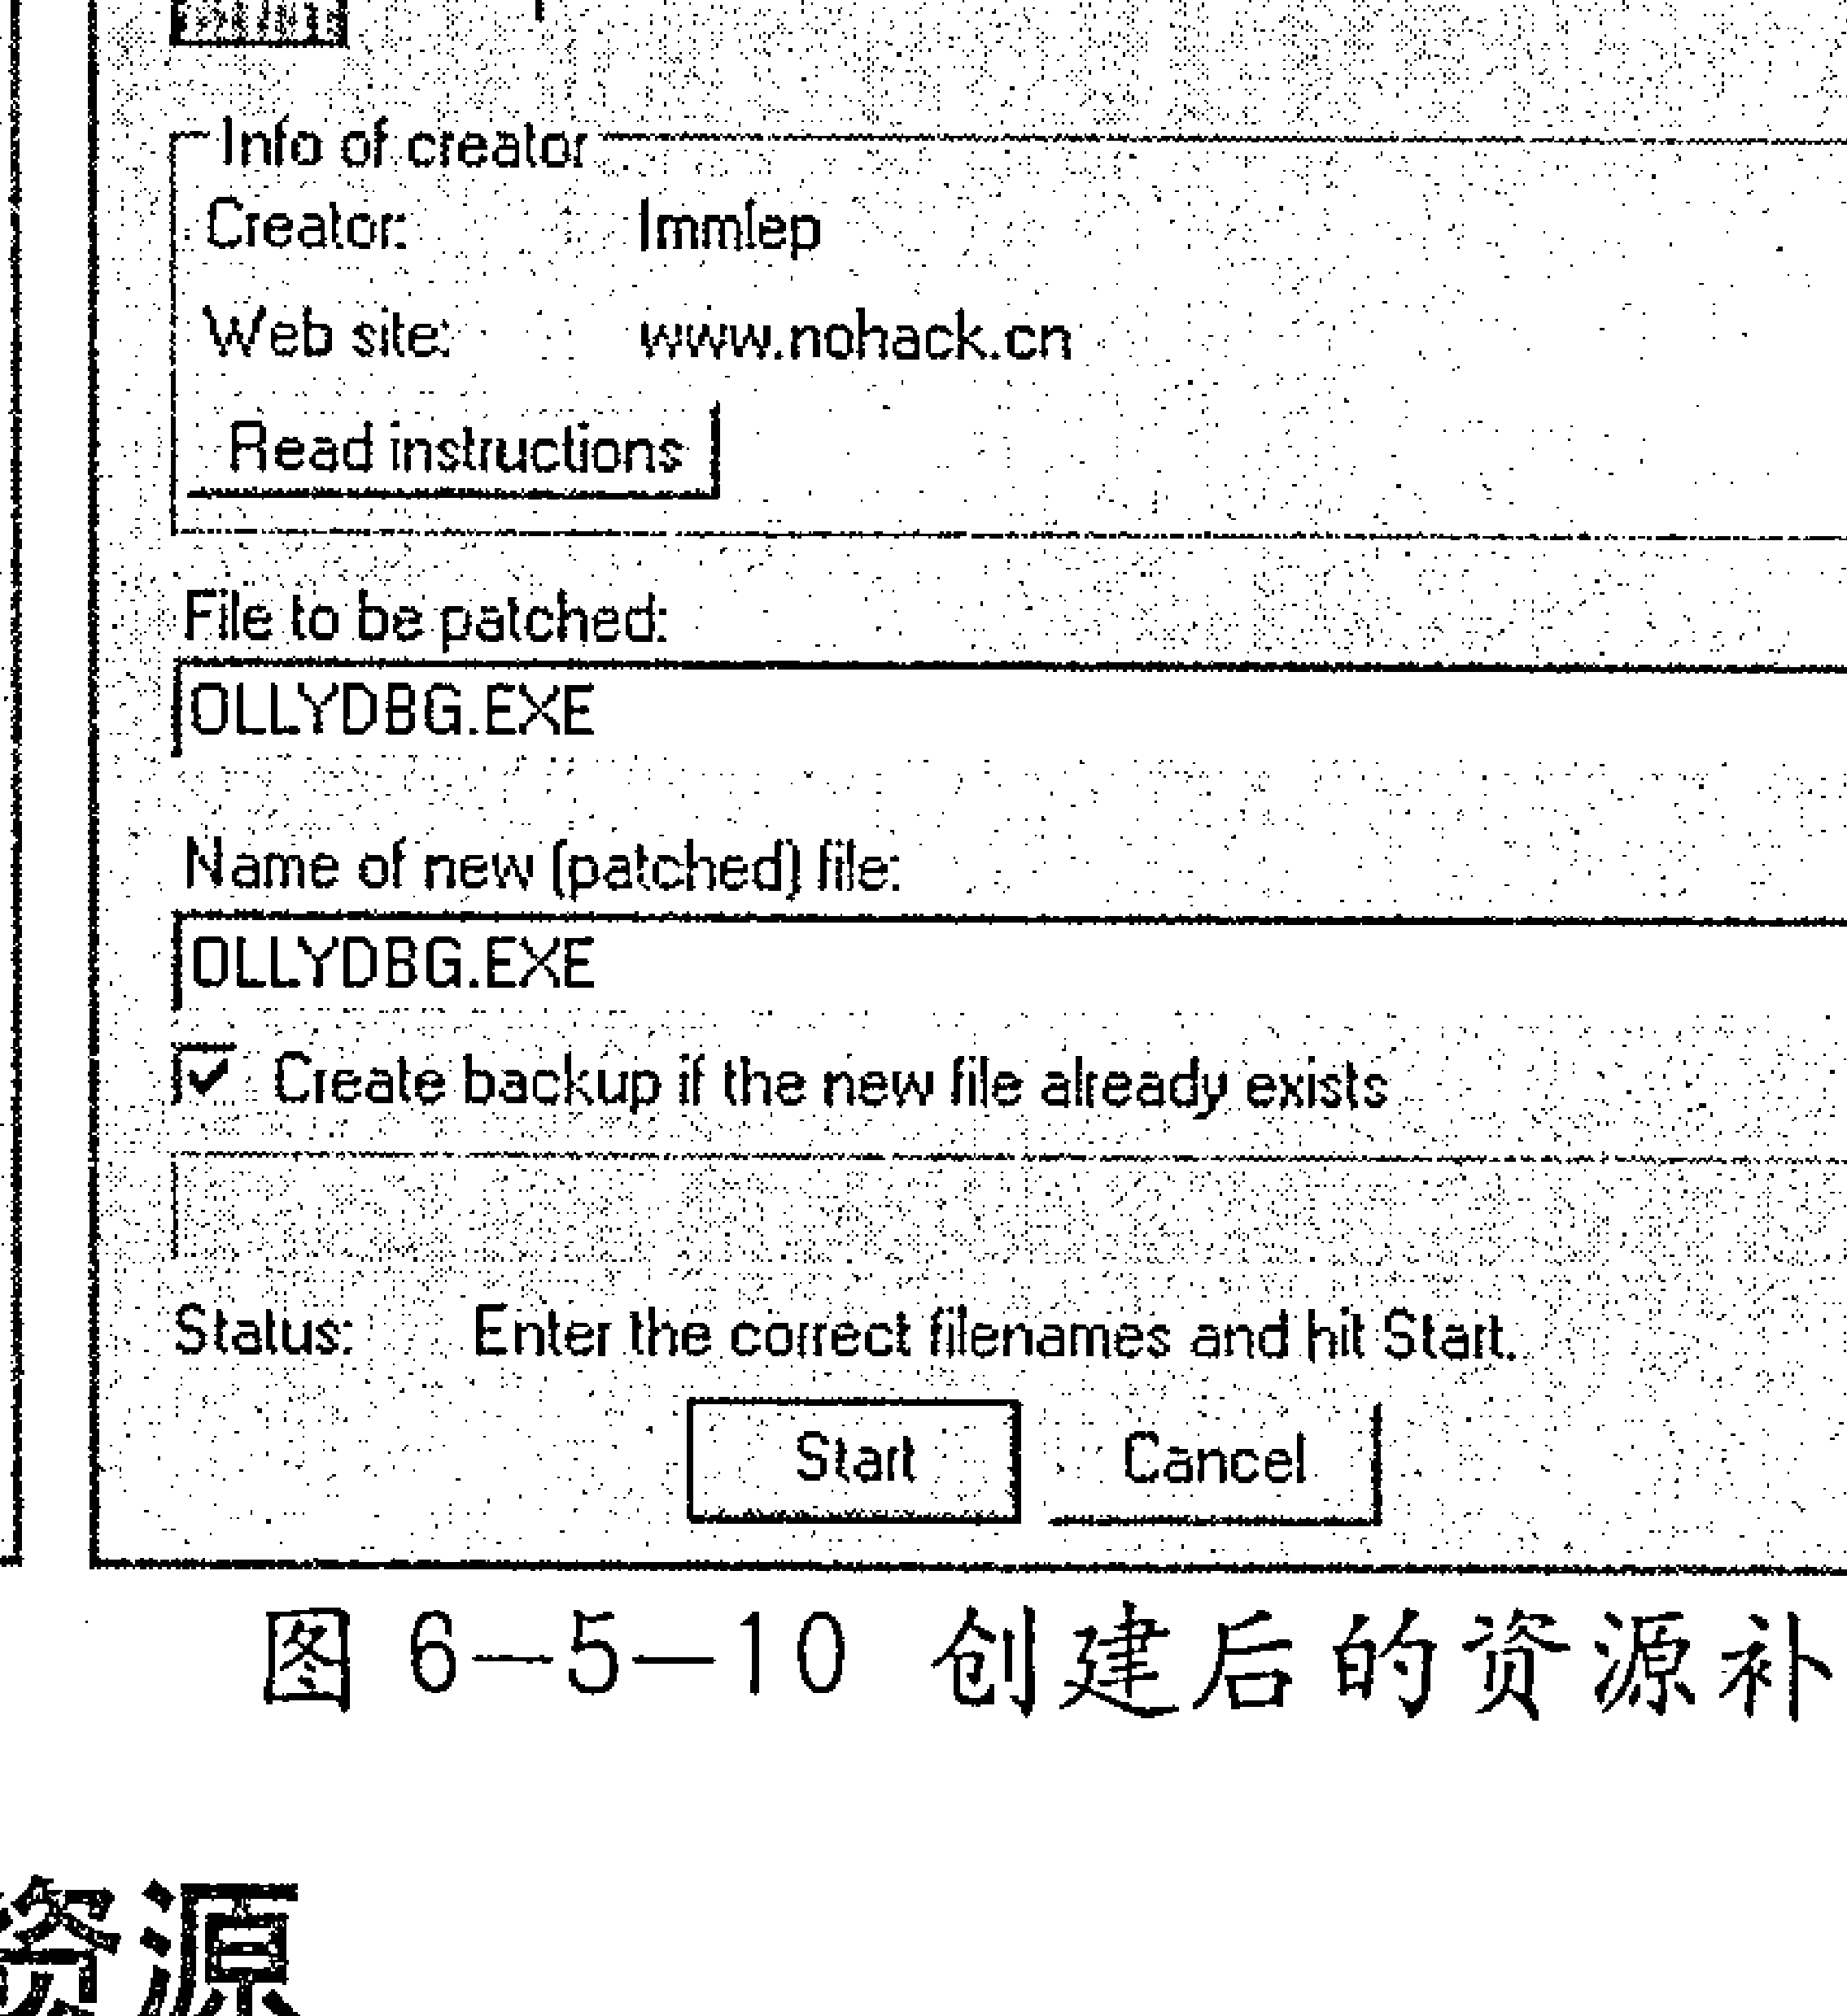 Info of creator
Creator: lmmlep
Web site: www.nohack.cn
Read instructions
File to be patched:
OLLYDBG.EXE
Name of new (patched) file:
OLLYDBG.EXE
Create backup if the new file already exists
Status: Enter the correct filenames and hit Start.
Start Cancel
图 6—5—10 创建后的资源补
资源